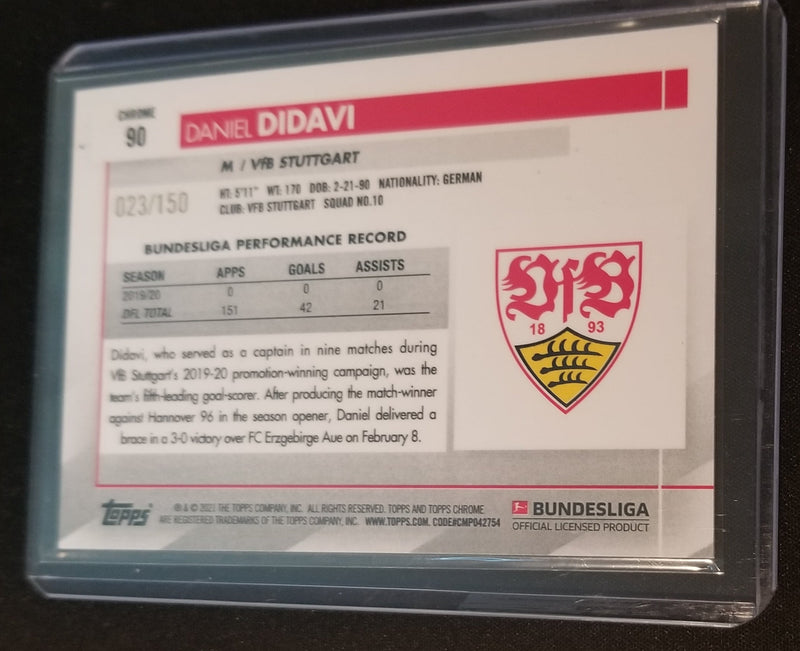 CHROME
90
DANIEL DIDAVI
M / VfB STUTTGART
023/150
HT: 5'11" WT: 170 DOB: 2-21-90 NATIONALITY: GERMAN
CLUB: VFB STUTTGART SQUAD NO.10
BUNDESLIGA PERFORMANCE RECORD
SEASON APPS GOALS ASSISTS
2019/20 0 0 0
DFL TOTAL 151 42 21
Didavi, who served as a captain in nine matches during
VfB Stuttgart's 2019-20 promotion-winning campaign, was the
team's fifth-leading goal-scorer. After producing the match-winner
against Hannover 96 in the season opener, Daniel delivered a
brace in a 3-0 victory over FC Erzgebirge Aue on February 8.
VfB
18 93
Topps
® & © 2021 THE TOPPS COMPANY, INC. ALL RIGHTS RESERVED. TOPPS AND TOPPS CHROME
ARE REGISTERED TRADEMARKS OF THE TOPPS COMPANY, INC. WWW.TOPPS.COM. CODE#CMP042754
BUNDESLIGA
OFFICIAL LICENSED PRODUCT